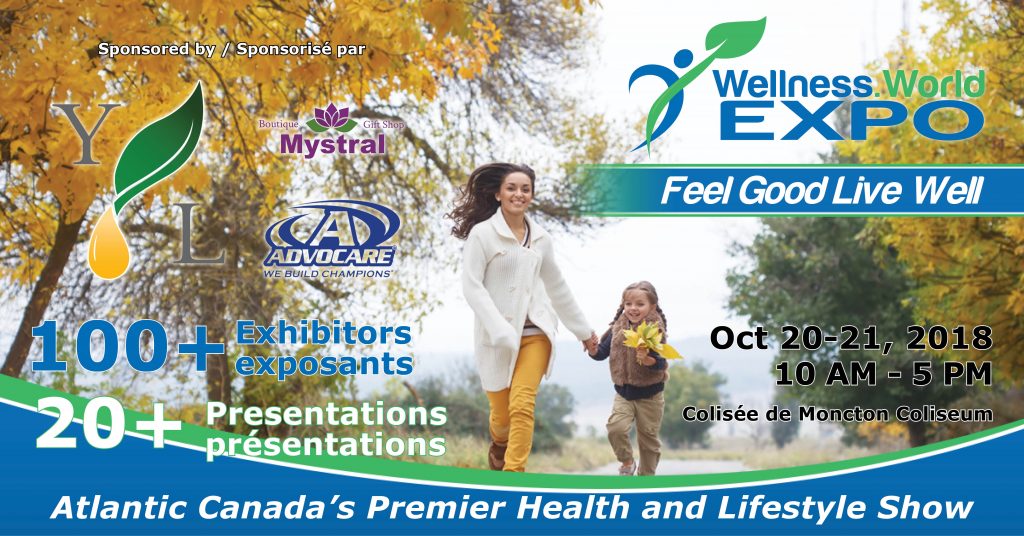 Sponsored by / Sponsorisé par
Y
L
Boutique Gift Shop
Mystral
ADVOCARE
WE BUILD CHAMPIONS
Wellness.World
EXPO
Feel Good Live Well
100+ Exhibitors
exposants
20+ Presentations
présentations
Oct 20-21, 2018
10 AM - 5 PM
Colisée de Moncton Coliseum
Atlantic Canada's Premier Health and Lifestyle Show